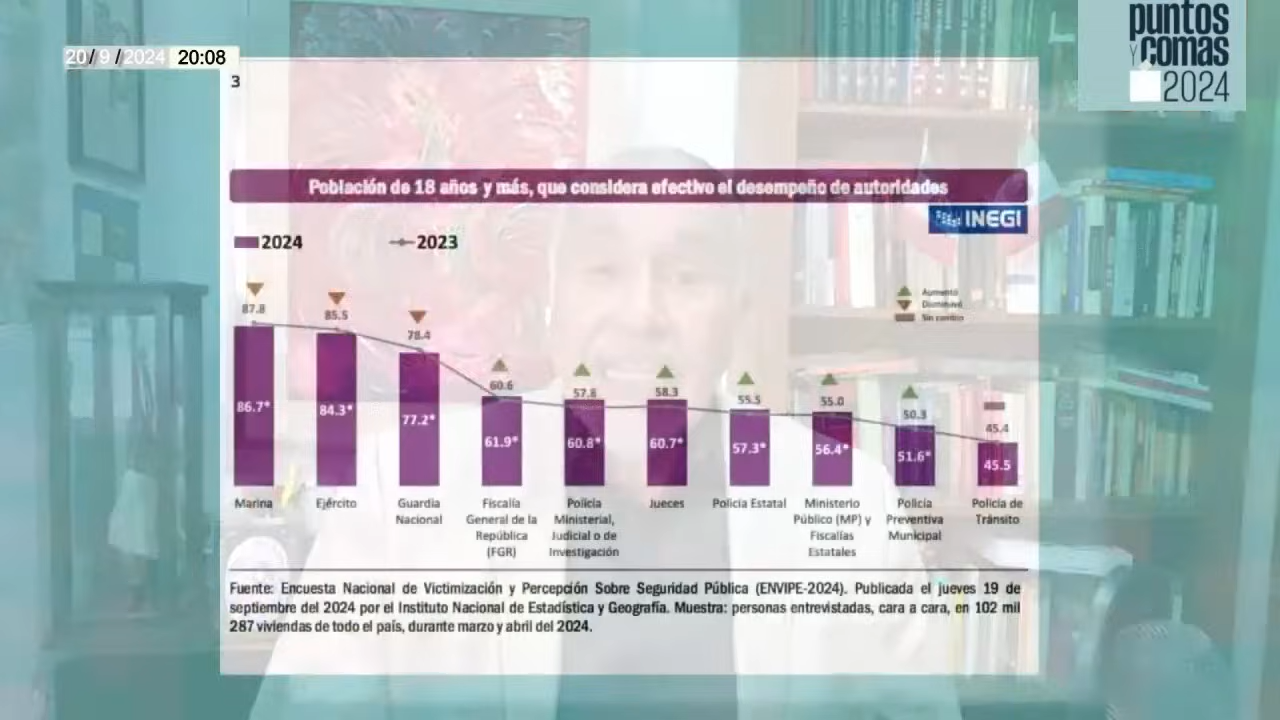 20/9/2024 20:08
puntos
y comas
2024
3
Población de 18 años y más, que considera efectivo el desempeño de autoridades
INEGI
2024 2023
Aumentó
Disminuyó
Sin cambio
87.8 85.5 78.4 60.6 57.8 58.3 55.5 55.0 50.3 45.4
86.7* 84.3* 77.2* 61.9* 60.8* 60.7* 57.3* 56.4* 51.6* 45.5
Marina
Ejército
Guardia
Nacional
Fiscalía
General de la
República
(FGR)
Policía
Ministerial,
Judicial o de
Investigación
Jueces
Policía Estatal
Ministerio
Público (MP) y
Fiscalías
Estatales
Policía
Preventiva
Municipal
Policía de
Tránsito
Fuente: Encuesta Nacional de Victimización y Percepción Sobre Seguridad Pública (ENVIPE-2024). Publicada el jueves 19 de
septiembre del 2024 por el Instituto Nacional de Estadística y Geografía. Muestra: personas entrevistadas, cara a cara, en 102 mil
287 viviendas de todo el país, durante marzo y abril del 2024.